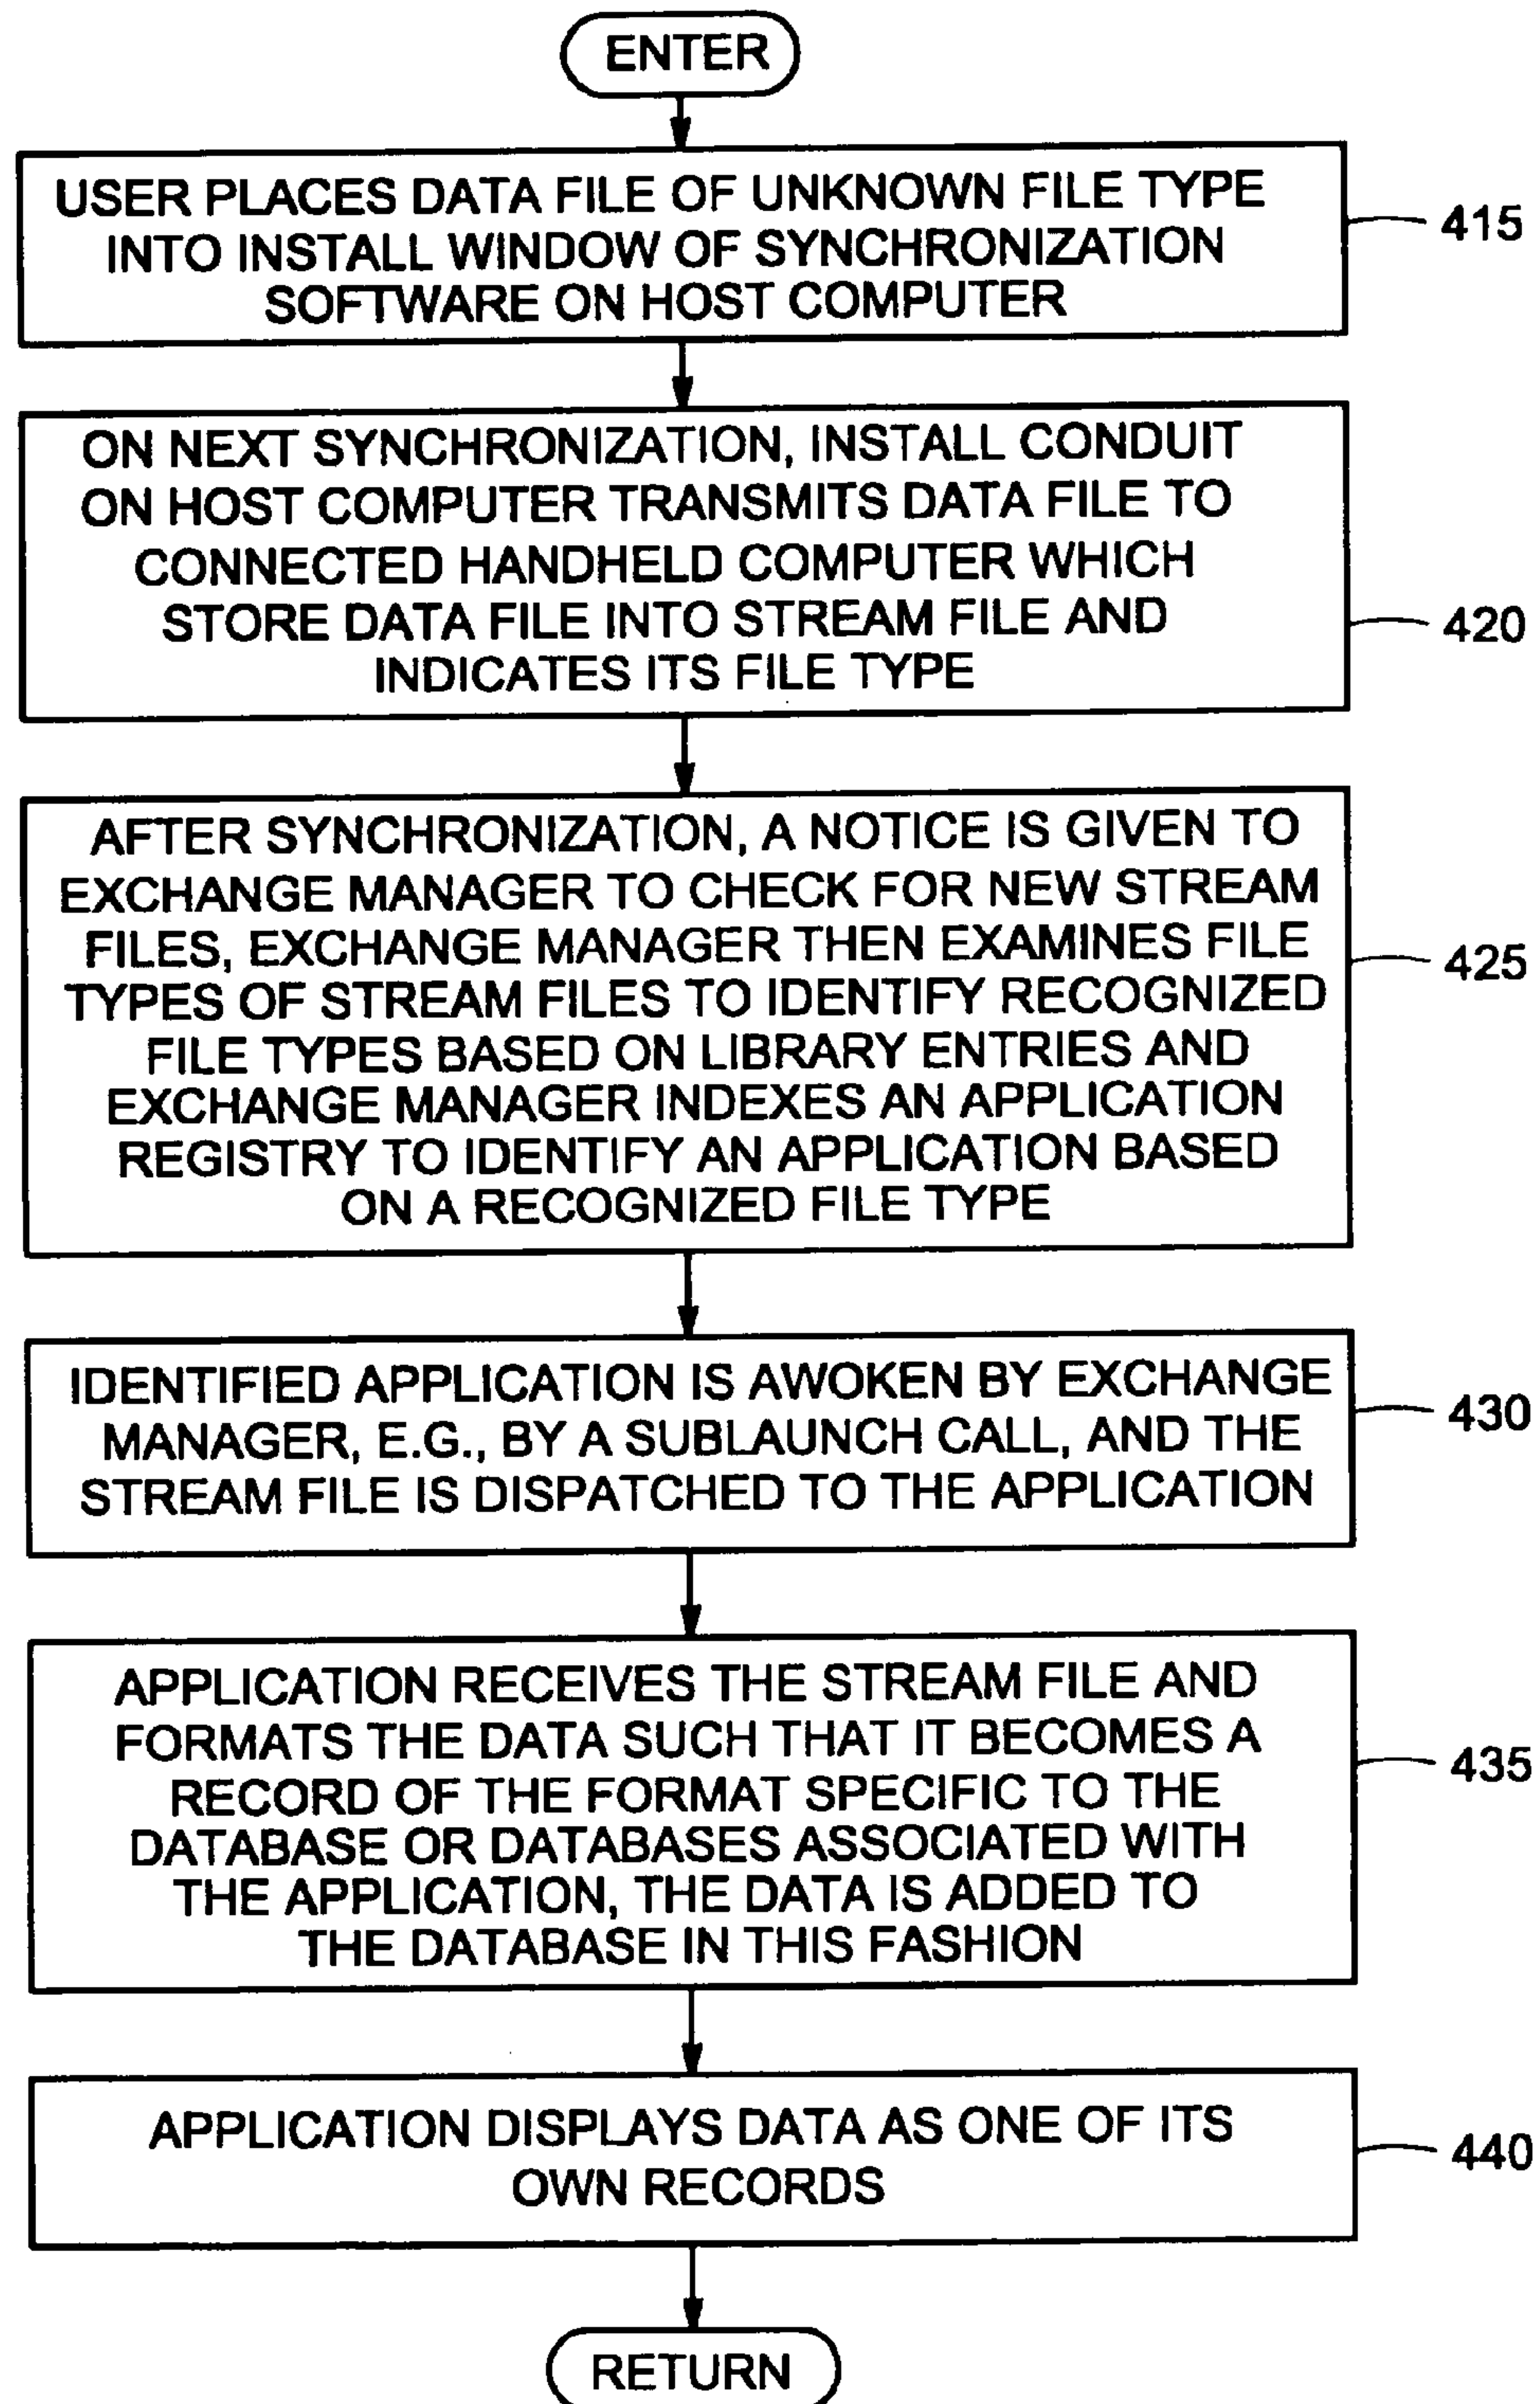 ENTER
USER PLACES DATA FILE OF UNKNOWN FILE TYPE
INTO INSTALL WINDOW OF SYNCHRONIZATION
SOFTWARE ON HOST COMPUTER
415
ON NEXT SYNCHRONIZATION, INSTALL CONDUIT
ON HOST COMPUTER TRANSMITS DATA FILE TO
CONNECTED HANDHELD COMPUTER WHICH
STORE DATA FILE INTO STREAM FILE AND
INDICATES ITS FILE TYPE
420
AFTER SYNCHRONIZATION, A NOTICE IS GIVEN TO
EXCHANGE MANAGER TO CHECK FOR NEW STREAM
FILES, EXCHANGE MANAGER THEN EXAMINES FILE
TYPES OF STREAM FILES TO IDENTIFY RECOGNIZED
FILE TYPES BASED ON LIBRARY ENTRIES AND
EXCHANGE MANAGER INDEXES AN APPLICATION
REGISTRY TO IDENTIFY AN APPLICATION BASED
ON A RECOGNIZED FILE TYPE
425
IDENTIFIED APPLICATION IS AWOKEN BY EXCHANGE
MANAGER, E.G., BY A SUBLAUNCH CALL, AND THE
STREAM FILE IS DISPATCHED TO THE APPLICATION
430
APPLICATION RECEIVES THE STREAM FILE AND
FORMATS THE DATA SUCH THAT IT BECOMES A
RECORD OF THE FORMAT SPECIFIC TO THE
DATABASE OR DATABASES ASSOCIATED WITH
THE APPLICATION, THE DATA IS ADDED TO
THE DATABASE IN THIS FASHION
435
APPLICATION DISPLAYS DATA AS ONE OF ITS
OWN RECORDS
440
RETURN